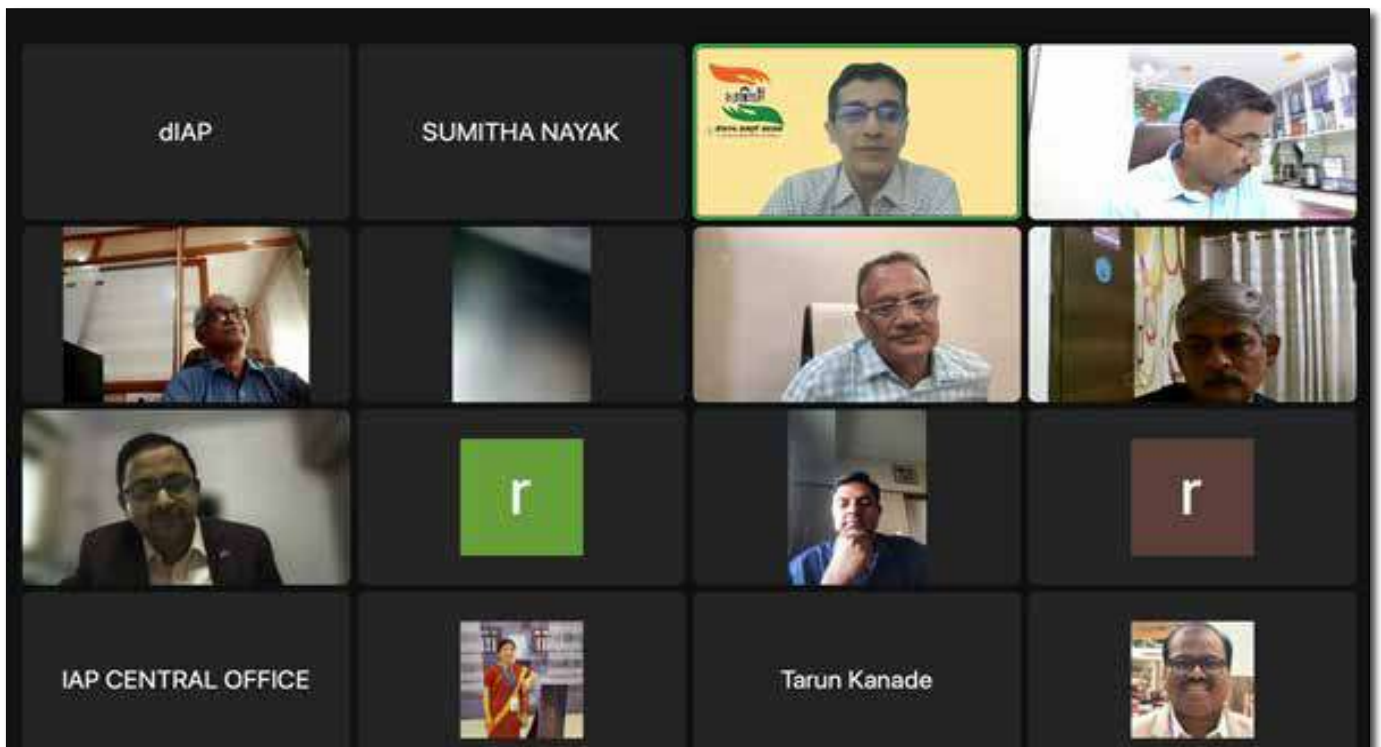 dIAP
SUMITHA NAYAK
r
r
IAP CENTRAL OFFICE
Tarun Kanade